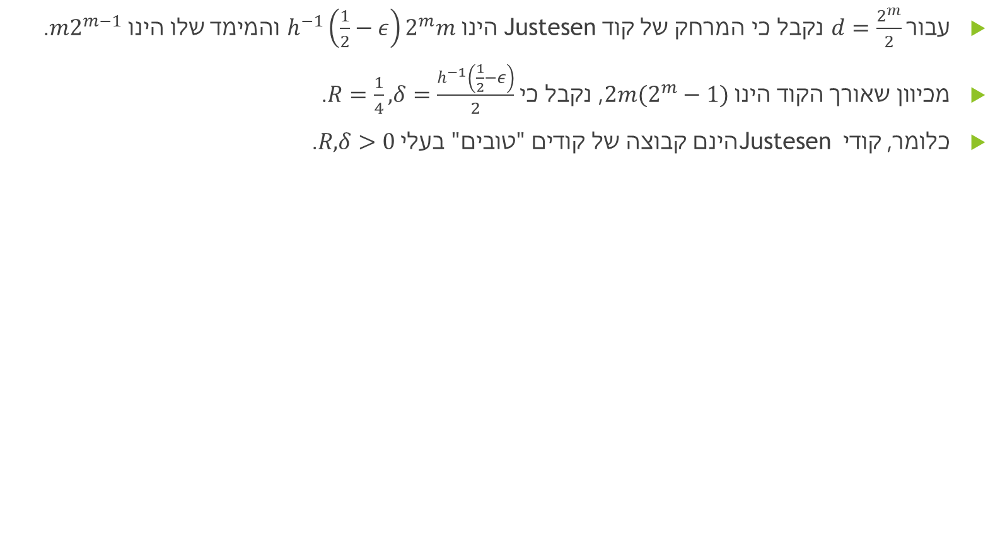 עבור $d = \frac{2^m}{2}$ נקבל כי המרחק של קוד Justesen הינו $h^{-1}\left(\frac{1}{2} - \epsilon\right) 2^m m$ והמימד שלו הינו $m2^{m-1}$.
מכיוון שאורך הקוד הינו $2m(2^m - 1)$, נקבל כי $R = \frac{1}{4}, \delta = \frac{h^{-1}\left(\frac{1}{2} - \epsilon\right)}{2}$.
כלומר, קודי Justesenהינם קבוצה של קודים "טובים" בעלי $R, \delta > 0$.